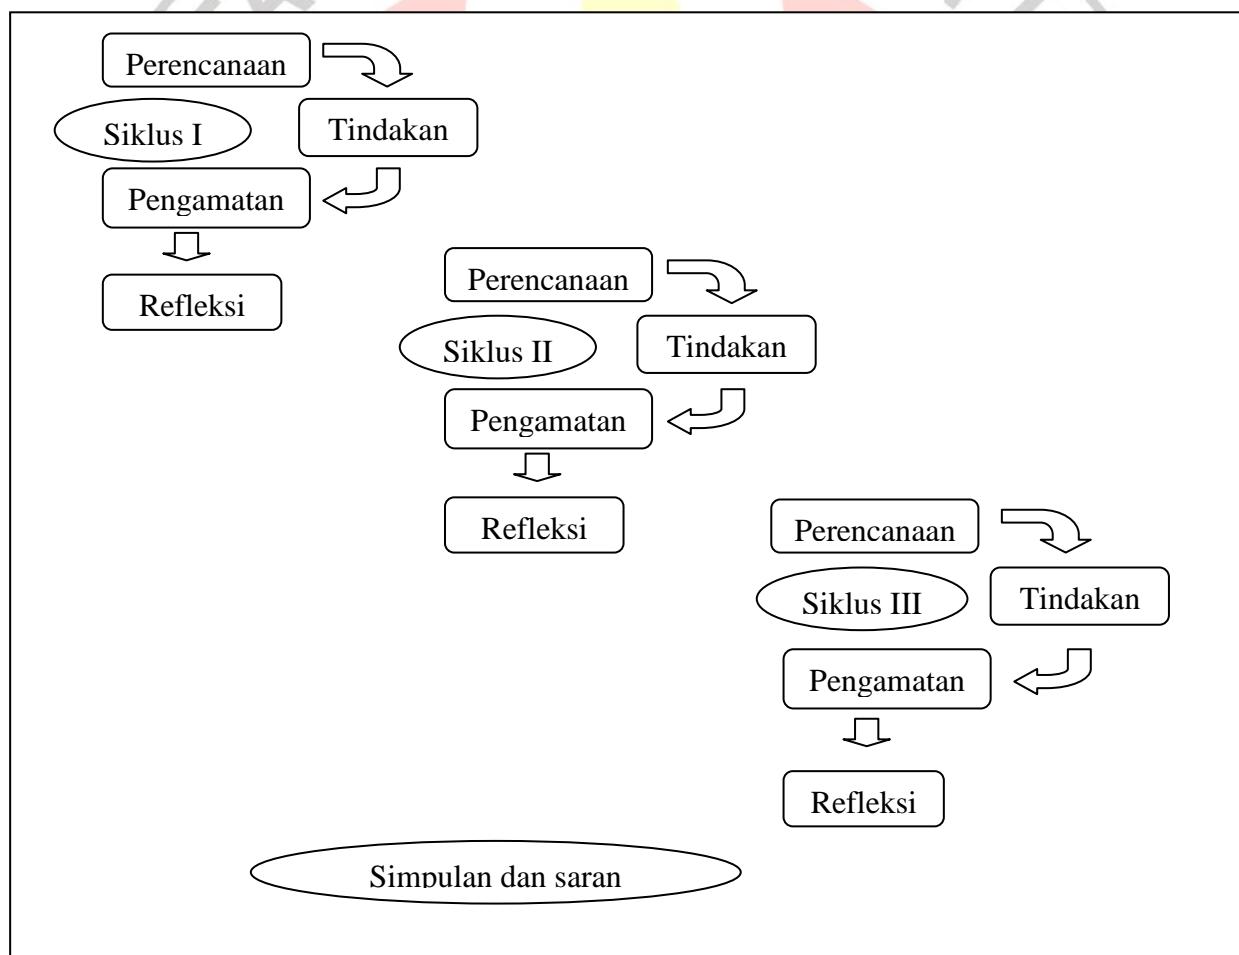 Perencanaan
Siklus I
Tindakan
Pengamatan
Refleksi
Perencanaan
Siklus II
Tindakan
Pengamatan
Refleksi
Perencanaan
Siklus III
Tindakan
Pengamatan
Refleksi
Simpulan dan saran